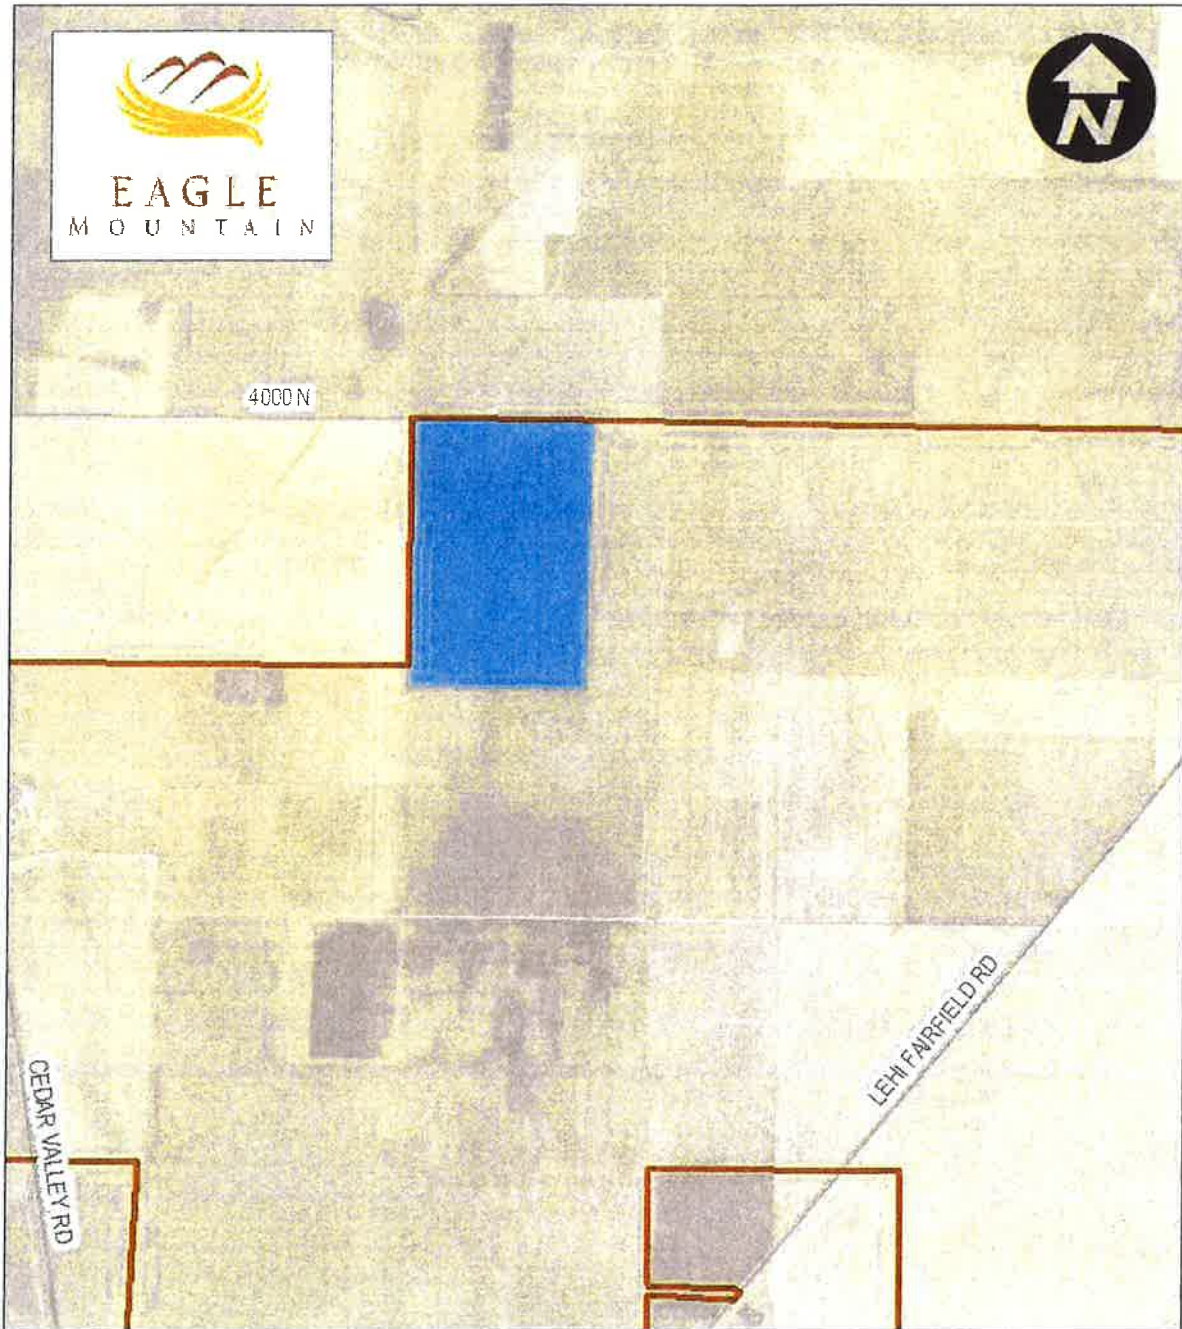 EAGLE
MOUNTAIN
N
4000 N
LEHI FAIRFIELD RD
CEDAR VALLEY RD